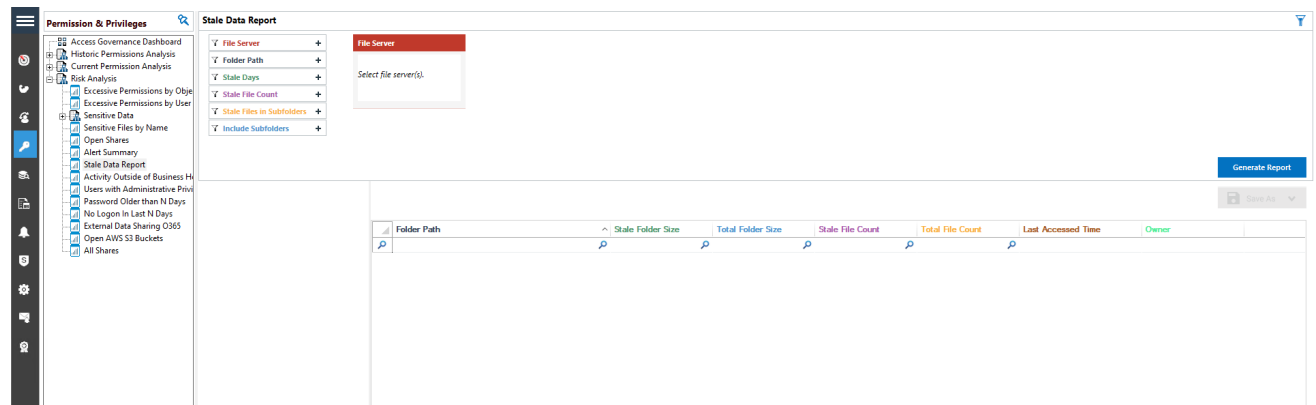 Permission & Privileges
Access Governance Dashboard
Historic Permissions Analysis
Current Permission Analysis
Risk Analysis
Excessive Permissions by Obje
Excessive Permissions by User
Sensitive Data
Sensitive Files by Name
Open Shares
Alert Summary
Stale Data Report
Activity Outside of Business Ho
Users with Administrative Privi
Password Older than N Days
No Logon In Last N Days
External Data Sharing O365
Open AWS S3 Buckets
All Shares
Stale Data Report
File Server +
Folder Path +
Stale Days +
Stale File Count +
Stale Files in Subfolders +
Include Subfolders +
File Server
Select file server(s).
Generate Report
Save As
Folder Path Stale Folder Size Total Folder Size Stale File Count Total File Count Last Accessed Time Owner